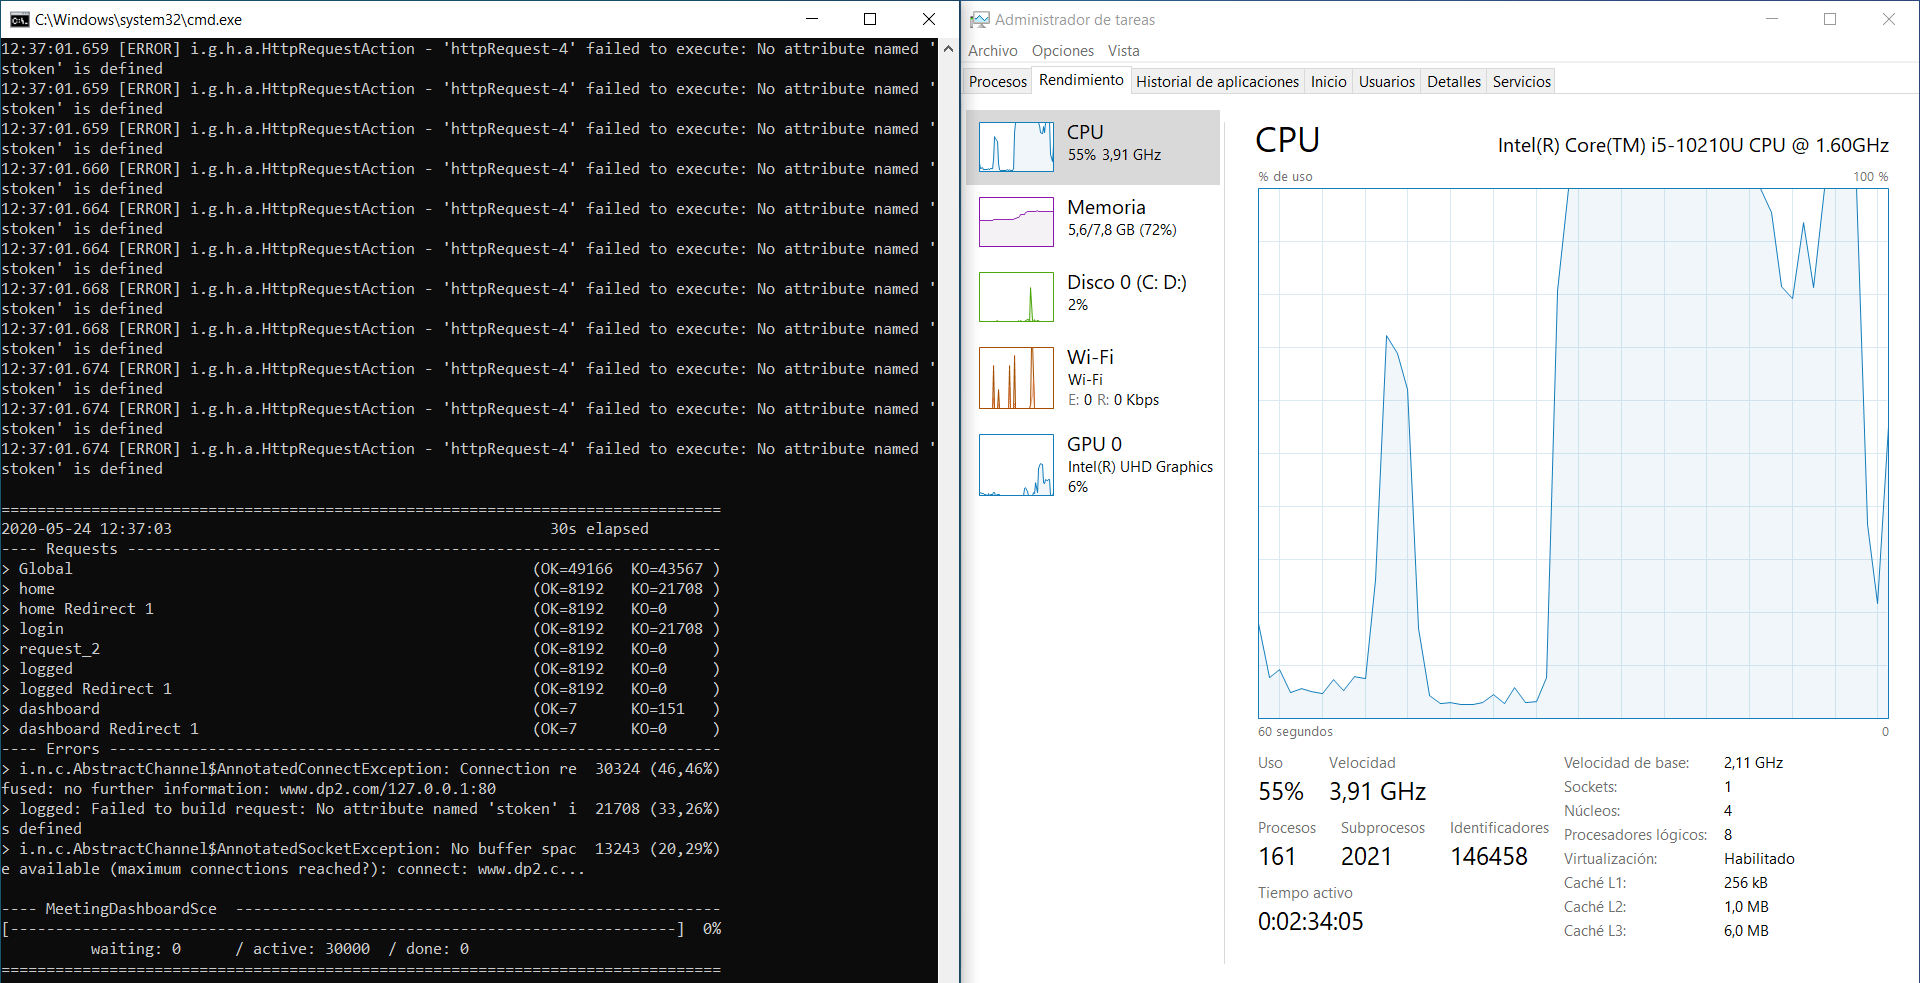 C:\Windows\system32\cmd.exe
12:37:01.659 [ERROR] i.g.h.a.HttpRequestAction - 'httpRequest-4' failed to execute: No attribute named '
stoken' is defined
12:37:01.659 [ERROR] i.g.h.a.HttpRequestAction - 'httpRequest-4' failed to execute: No attribute named '
stoken' is defined
12:37:01.659 [ERROR] i.g.h.a.HttpRequestAction - 'httpRequest-4' failed to execute: No attribute named '
stoken' is defined
12:37:01.660 [ERROR] i.g.h.a.HttpRequestAction - 'httpRequest-4' failed to execute: No attribute named '
stoken' is defined
12:37:01.664 [ERROR] i.g.h.a.HttpRequestAction - 'httpRequest-4' failed to execute: No attribute named '
stoken' is defined
12:37:01.664 [ERROR] i.g.h.a.HttpRequestAction - 'httpRequest-4' failed to execute: No attribute named '
stoken' is defined
12:37:01.668 [ERROR] i.g.h.a.HttpRequestAction - 'httpRequest-4' failed to execute: No attribute named '
stoken' is defined
12:37:01.668 [ERROR] i.g.h.a.HttpRequestAction - 'httpRequest-4' failed to execute: No attribute named '
stoken' is defined
12:37:01.674 [ERROR] i.g.h.a.HttpRequestAction - 'httpRequest-4' failed to execute: No attribute named '
stoken' is defined
12:37:01.674 [ERROR] i.g.h.a.HttpRequestAction - 'httpRequest-4' failed to execute: No attribute named '
stoken' is defined
12:37:01.674 [ERROR] i.g.h.a.HttpRequestAction - 'httpRequest-4' failed to execute: No attribute named '
stoken' is defined
================================================================================
2020-05-24 12:37:03                                          30s elapsed
---- Requests ------------------------------------------------------------------
> Global                                                   (OK=49166  KO=43567 )
> home                                                     (OK=8192   KO=21708 )
> home Redirect 1                                          (OK=8192   KO=0     )
> login                                                    (OK=8192   KO=21708 )
> request_2                                                (OK=8192   KO=0     )
> logged                                                   (OK=8192   KO=0     )
> logged Redirect 1                                        (OK=8192   KO=0     )
> dashboard                                                (OK=7      KO=151   )
> dashboard Redirect 1                                     (OK=7      KO=0     )
---- Errors --------------------------------------------------------------------
> i.n.c.AbstractChannel$AnnotatedConnectException: Connection re  30324 (46,46%)
fused: no further information: www.dp2.com/127.0.0.1:80
> logged: Failed to build request: No attribute named 'stoken' i  21708 (33,26%)
s defined
> i.n.c.AbstractChannel$AnnotatedSocketException: No buffer spac  13243 (20,29%)
e available (maximum connections reached?): connect: www.dp2.c...
---- MeetingDashboardSce  ------------------------------------------------------
[--------------------------------------------------------------------------]  0%
          waiting: 0      / active: 30000  / done: 0
================================================================================
Administrador de tareas
Archivo Opciones Vista
Procesos Rendimiento Historial de aplicaciones Inicio Usuarios Detalles Servicios
CPU
55% 3,91 GHz
Memoria
5,6/7,8 GB (72%)
Disco 0 (C: D:)
2%
Wi-Fi
Wi-Fi
E: 0 R: 0 Kbps
GPU 0
Intel(R) UHD Graphics
6%
CPU
Intel(R) Core(TM) i5-10210U CPU @ 1.60GHz
% de uso 100 %
60 segundos 0
Uso Velocidad
55% 3,91 GHz
Procesos Subprocesos Identificadores
161 2021 146458
Tiempo activo
0:02:34:05
Velocidad de base: 2,11 GHz
Sockets: 1
Núcleos: 4
Procesadores lógicos: 8
Virtualización: Habilitado
Caché L1: 256 kB
Caché L2: 1,0 MB
Caché L3: 6,0 MB